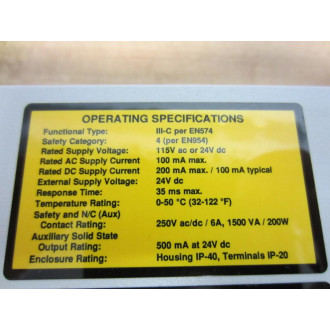 OPERATING SPECIFICATIONS
Functional Type: III-C per EN574
Safety Category: 4 (per EN954)
Rated Supply Voltage: 115V ac or 24V dc
Rated AC Supply Current 100 mA max.
Rated DC Supply Current 200 mA max. / 100 mA typical
External Supply Voltage: 24V dc
Response Time: 35 ms max.
Temperature Rating: 0-50 °C (32-122 °F)
Safety and N/C (Aux)
Contact Rating: 250V ac/dc / 6A, 1500 VA / 200W
Auxiliary Solid State
Output Rating: 500 mA at 24V dc
Enclosure Rating: Housing IP-40, Terminals IP-20